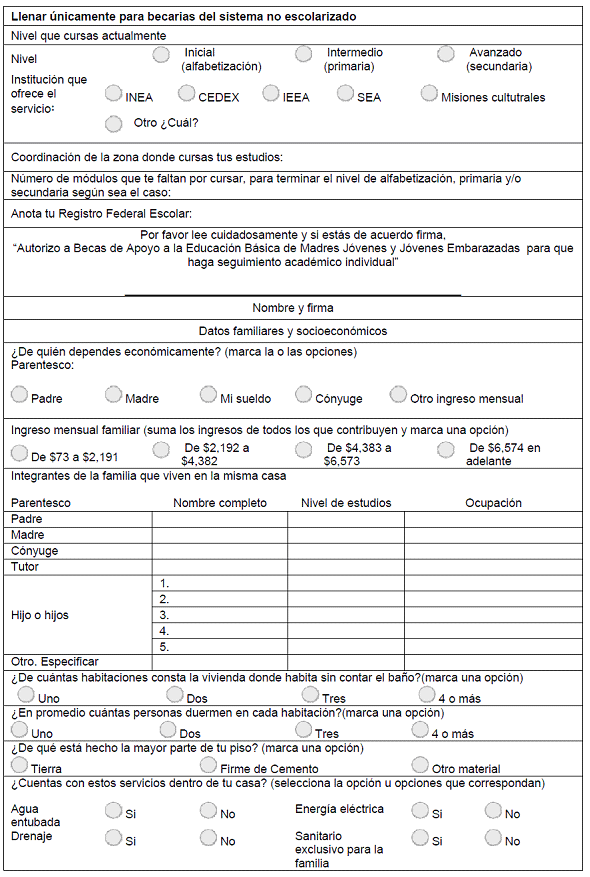 Llenar únicamente para becarias del sistema no escolarizado
Nivel que cursas actualmente
Nivel
Inicial (alfabetización)
Intermedio (primaria)
Avanzado (secundaria)
Institución que ofrece el servicio:
INEA CEDEX IEEA SEA Misiones cultutrales
Otro ¿Cuál?
Coordinación de la zona donde cursas tus estudios:
Número de módulos que te faltan por cursar, para terminar el nivel de alfabetización, primaria y/o
secundaria según sea el caso:
Anota tu Registro Federal Escolar:
Por favor lee cuidadosamente y si estás de acuerdo firma,
“Autorizo a Becas de Apoyo a la Educación Básica de Madres Jóvenes y Jóvenes Embarazadas para que
haga seguimiento académico individual”
Nombre y firma
Datos familiares y socioeconómicos
¿De quién dependes económicamente? (marca la o las opciones)
Parentesco:
Padre Madre Mi sueldo Cónyuge Otro ingreso mensual
Ingreso mensual familiar (suma los ingresos de todos los que contribuyen y marca una opción)
De $73 a $2,191
De $2,192 a $4,382
De $4,383 a $6,573
De $6,574 en adelante
Integrantes de la familia que viven en la misma casa
Parentesco Nombre completo Nivel de estudios Ocupación
Padre
Madre
Cónyuge
Tutor
Hijo o hijos
1.
2.
3.
4.
5.
Otro. Especificar
¿De cuántas habitaciones consta la vivienda donde habita sin contar el baño?(marca una opción)
Uno Dos Tres 4 o más
¿En promedio cuántas personas duermen en cada habitación?(marca una opción)
Uno Dos Tres 4 o más
¿De qué está hecho la mayor parte de tu piso? (marca una opción)
Tierra Firme de Cemento Otro material
¿Cuentas con estos servicios dentro de tu casa? (selecciona la opción u opciones que correspondan)
Agua entubada Si No Energía eléctrica Si No
Drenaje Si No Sanitario exclusivo para la familia Si No